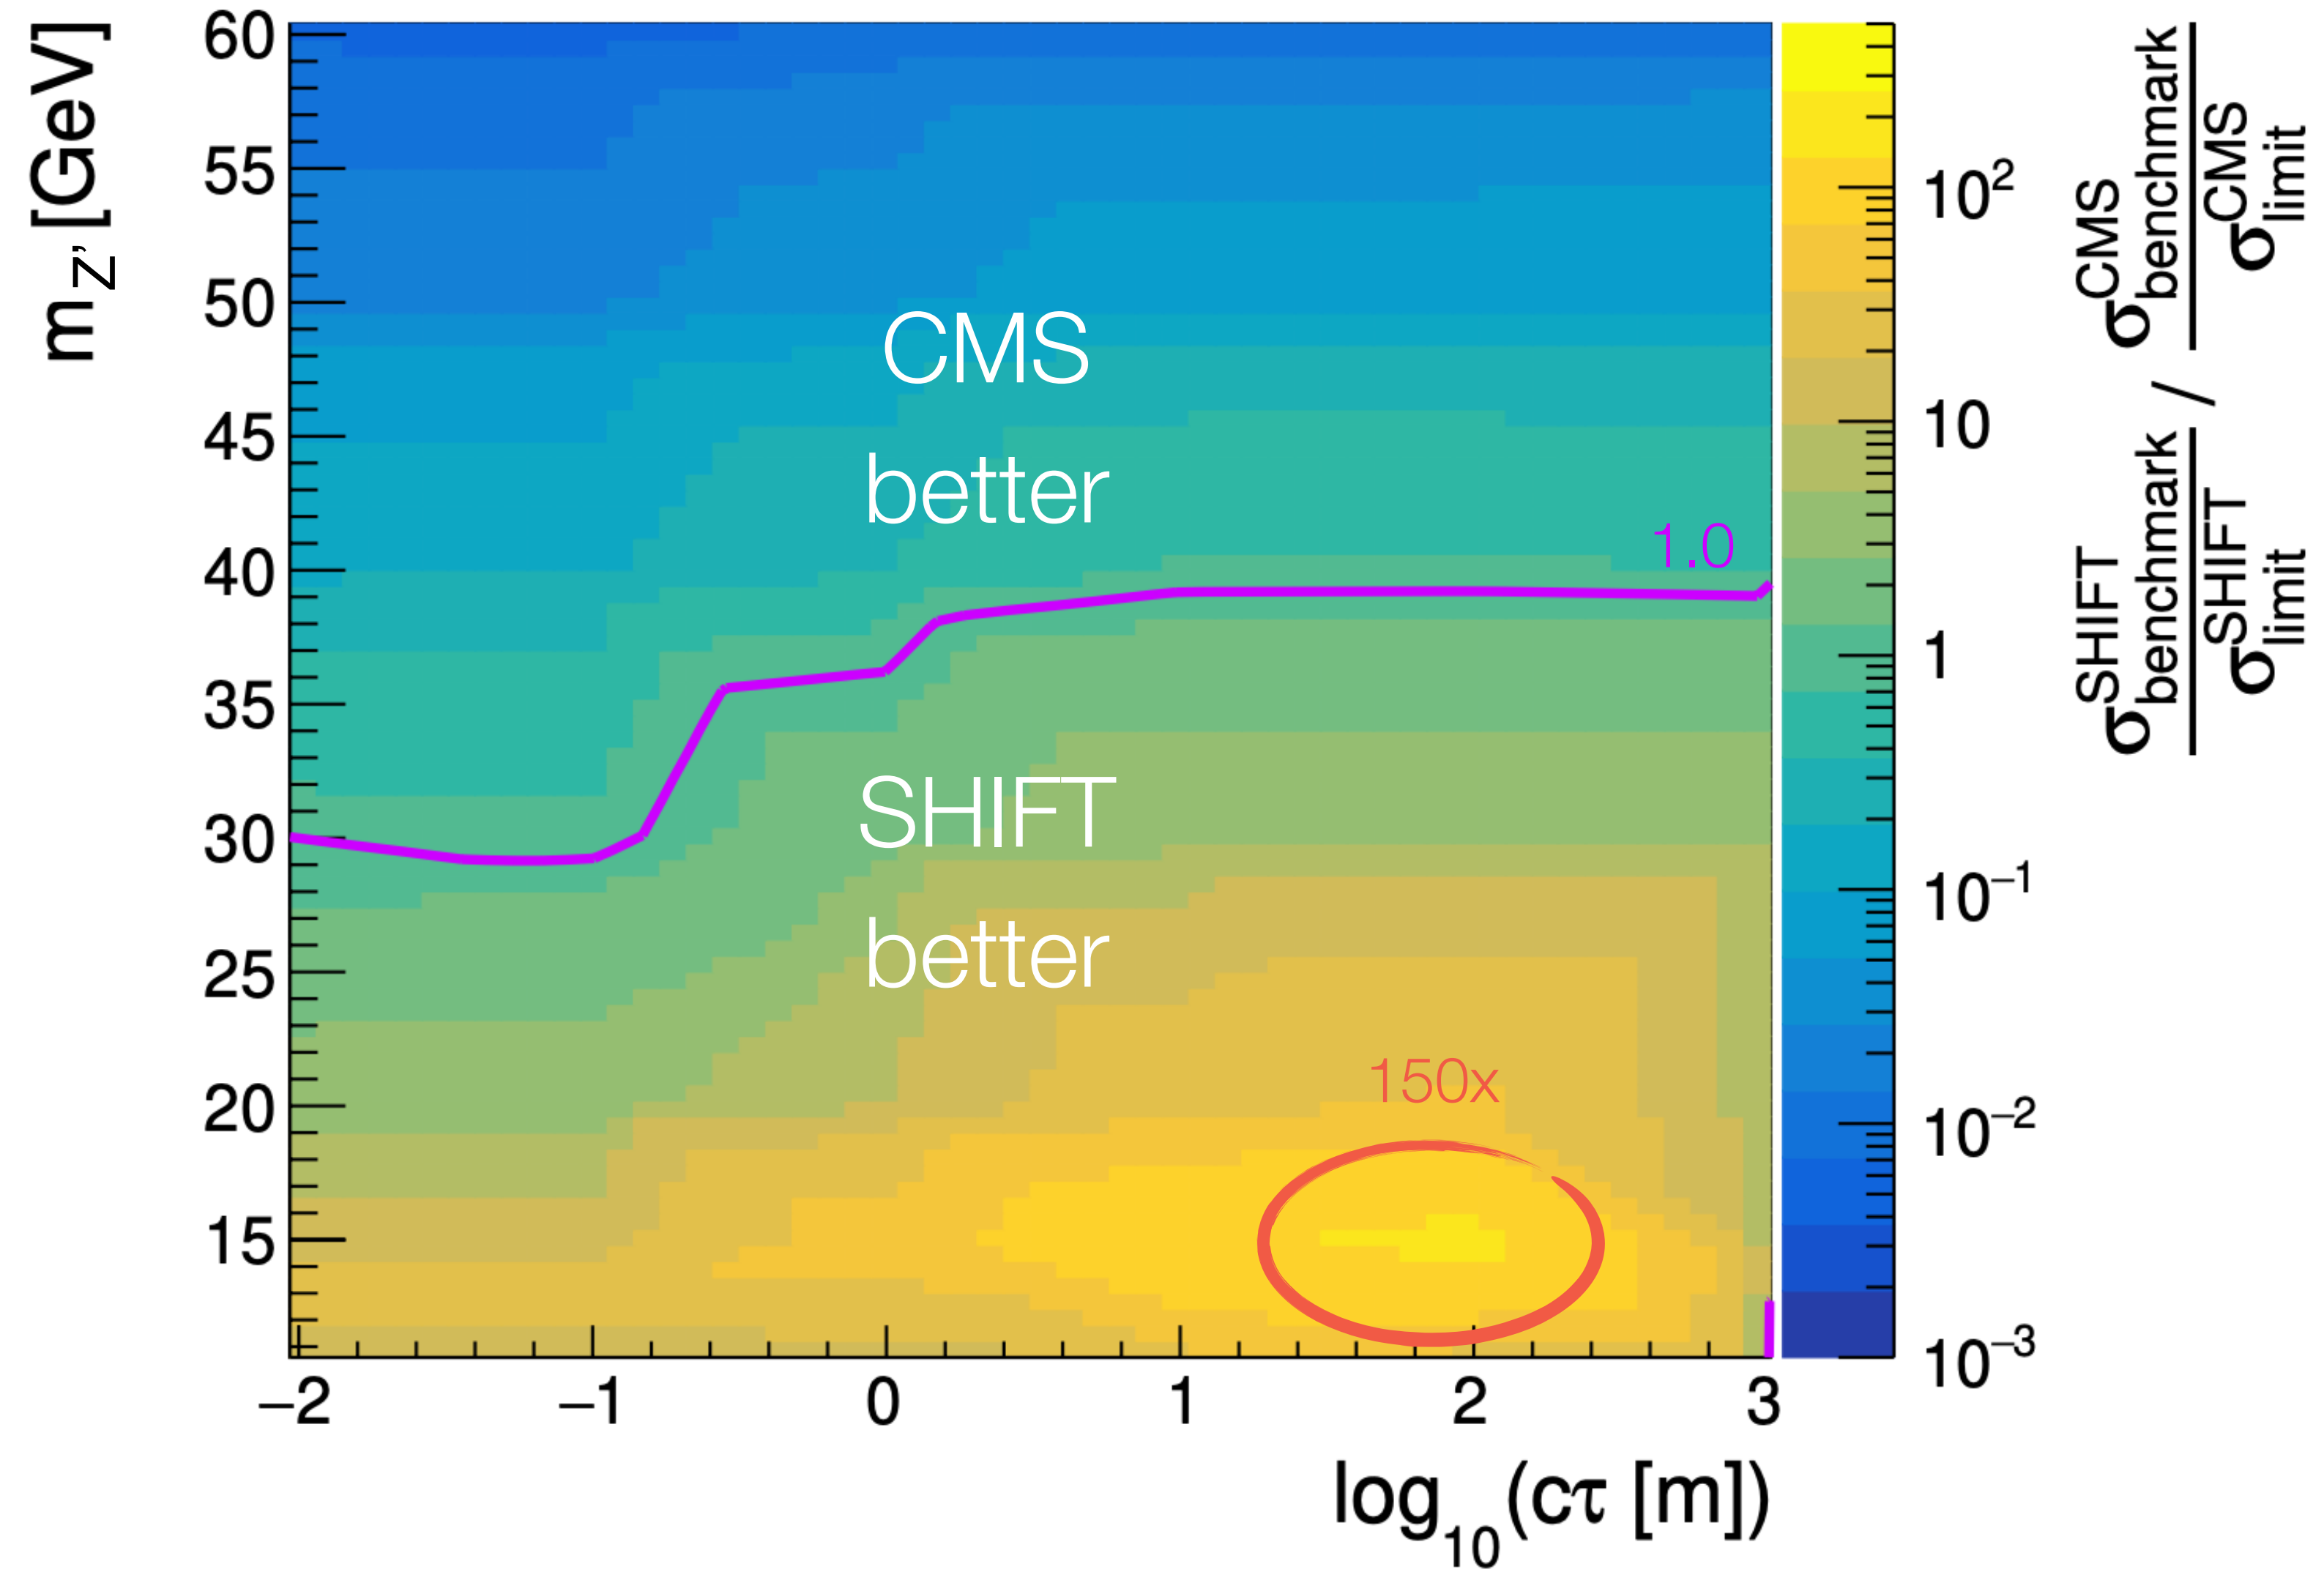 m_Z' [GeV]
60
55
50
45
40
35
30
25
20
15
CMS
better
1.0
SHIFT
better
150x
−2
−1
0
1
2
3
log_10(cτ [m])
10^2
10
1
10^−1
10^−2
10^−3
σ^SHIFT_benchmark / σ^CMS_benchmark
σ^SHIFT_limit σ^CMS_limit